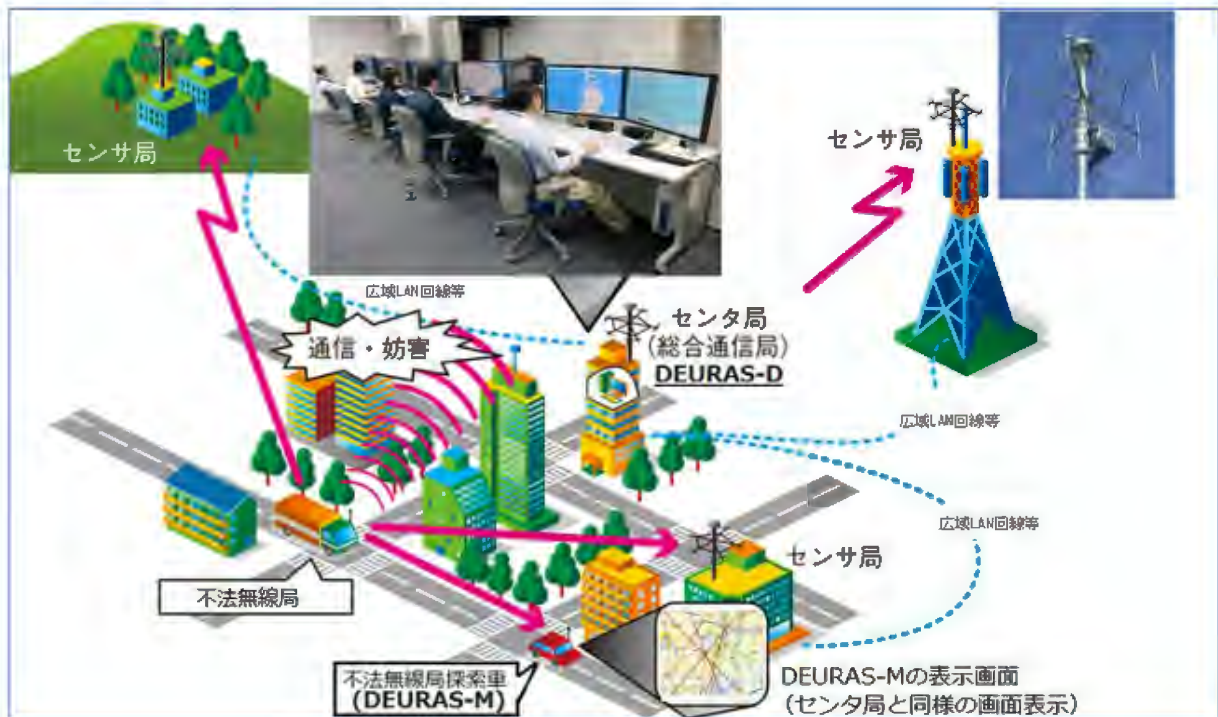 センサ局
センサ局
広域LAN回線等
通信・妨害
センタ局
(総合通信局)
DEURAS-D
広域LAN回線等
広域LAN回線等
センサ局
不法無線局
不法無線局探索車
(DEURAS-M)
DEURAS-Mの表示画面
(センタ局と同様の画面表示)